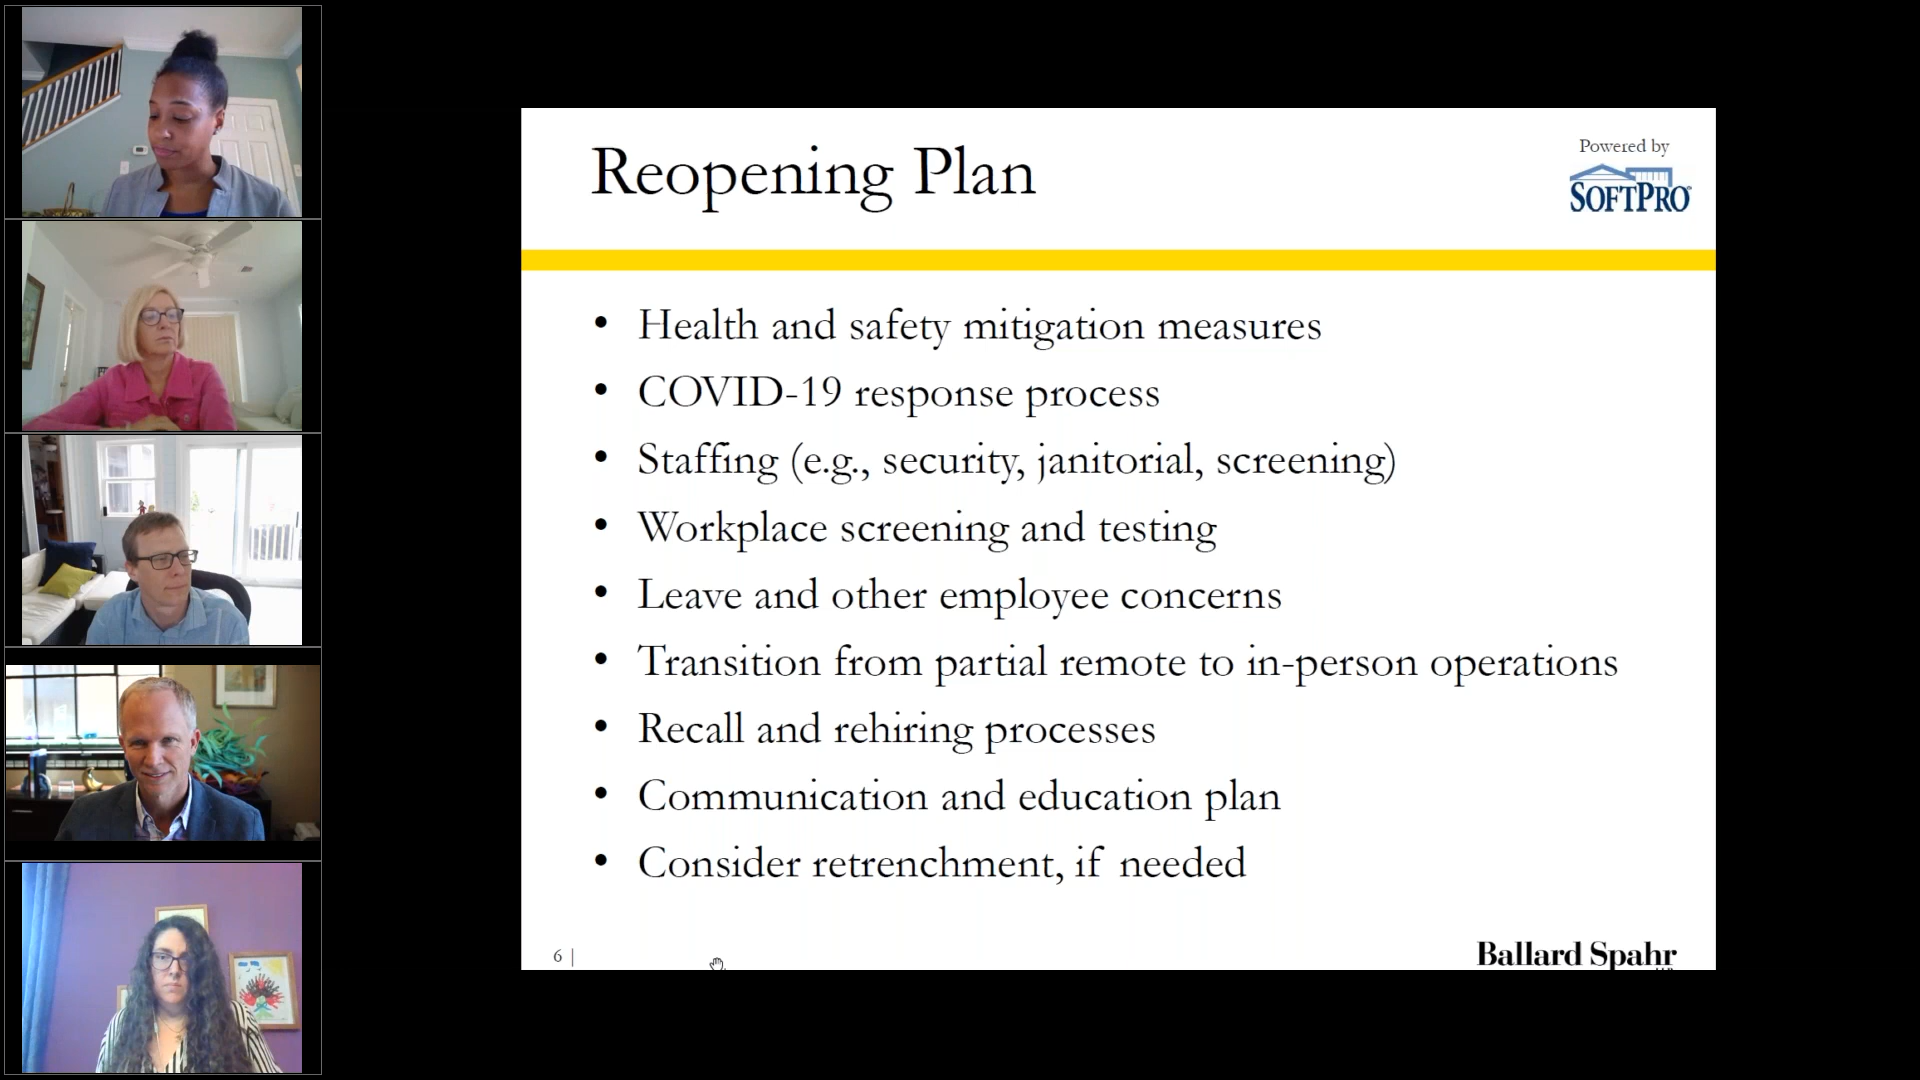 Reopening Plan
Powered by
SOFTPRO
• Health and safety mitigation measures
• COVID-19 response process
• Staffing (e.g., security, janitorial, screening)
• Workplace screening and testing
• Leave and other employee concerns
• Transition from partial remote to in-person operations
• Recall and rehiring processes
• Communication and education plan
• Consider retrenchment, if needed
6 |
Ballard Spahr